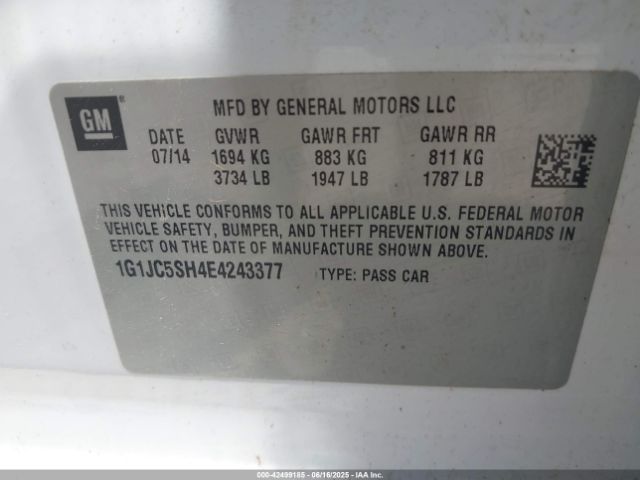 GM®
MFD BY GENERAL MOTORS LLC
DATE GVWR GAWR FRT GAWR RR
07/14 1694 KG 883 KG 811 KG
3734 LB 1947 LB 1787 LB
THIS VEHICLE CONFORMS TO ALL APPLICABLE U.S. FEDERAL MOTOR
VEHICLE SAFETY, BUMPER, AND THEFT PREVENTION STANDARDS IN
EFFECT ON THE DATE OF MANUFACTURE SHOWN ABOVE.
1G1JC5SH4E4243377 TYPE: PASS CAR
000-42499185 - 06/16/2025 - IAAI.com